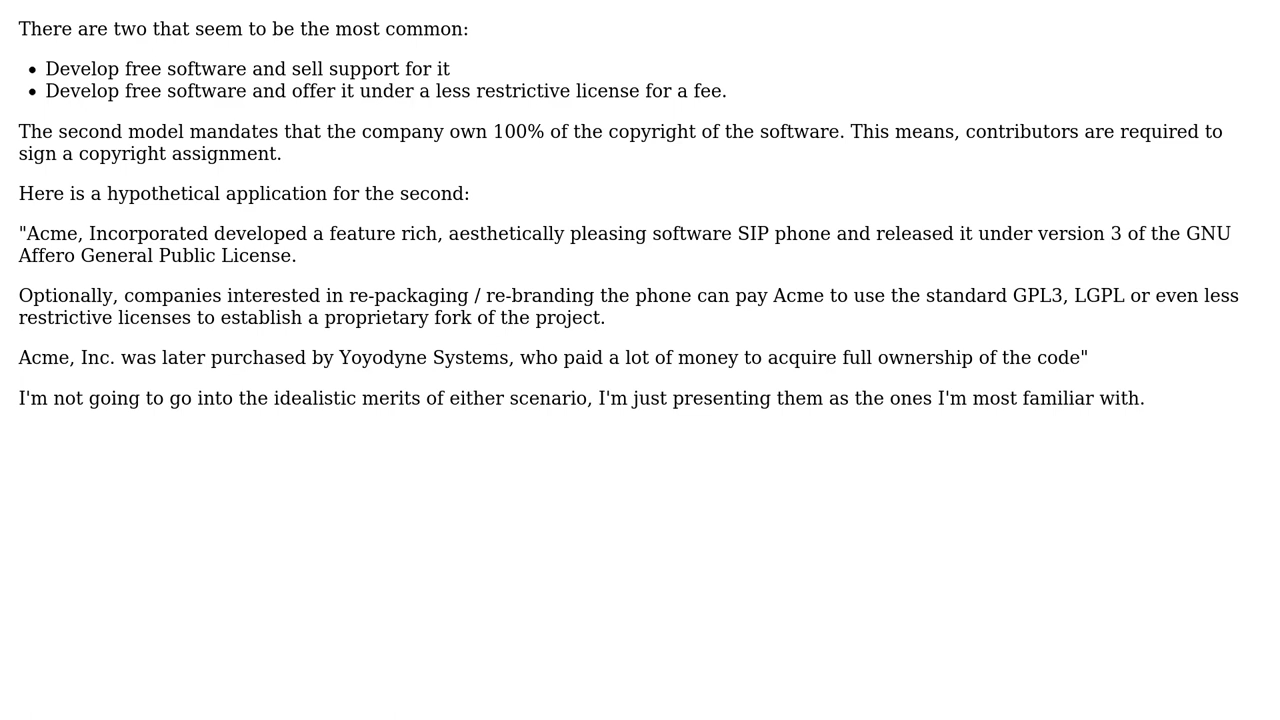 There are two that seem to be the most common:
• Develop free software and sell support for it
• Develop free software and offer it under a less restrictive license for a fee.
The second model mandates that the company own 100% of the copyright of the software. This means, contributors are required to
sign a copyright assignment.
Here is a hypothetical application for the second:
"Acme, Incorporated developed a feature rich, aesthetically pleasing software SIP phone and released it under version 3 of the GNU
Affero General Public License.
Optionally, companies interested in re-packaging / re-branding the phone can pay Acme to use the standard GPL3, LGPL or even less
restrictive licenses to establish a proprietary fork of the project.
Acme, Inc. was later purchased by Yoyodyne Systems, who paid a lot of money to acquire full ownership of the code"
I'm not going to go into the idealistic merits of either scenario, I'm just presenting them as the ones I'm most familiar with.